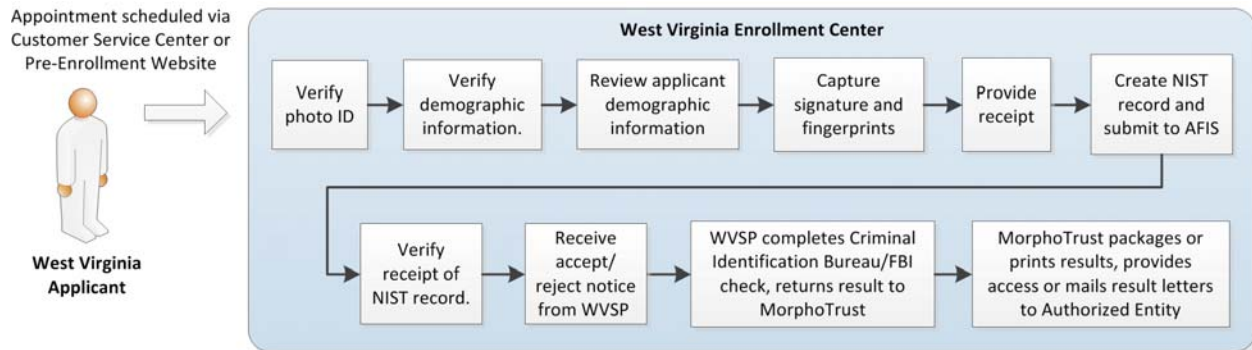 Appointment scheduled via
Customer Service Center or
Pre-Enrollment Website
West Virginia
Applicant
West Virginia Enrollment Center
Verify
photo ID
Verify
demographic
information.
Review applicant
demographic
information
Capture
signature and
fingerprints
Provide
receipt
Create NIST
record and
submit to AFIS
Verify
receipt of
NIST record.
Receive
accept/
reject notice
from WVSP
WVSP completes Criminal
Identification Bureau/FBI
check, returns result to
MorphoTrust
MorphoTrust packages or
prints results, provides
access or mails result letters
to Authorized Entity